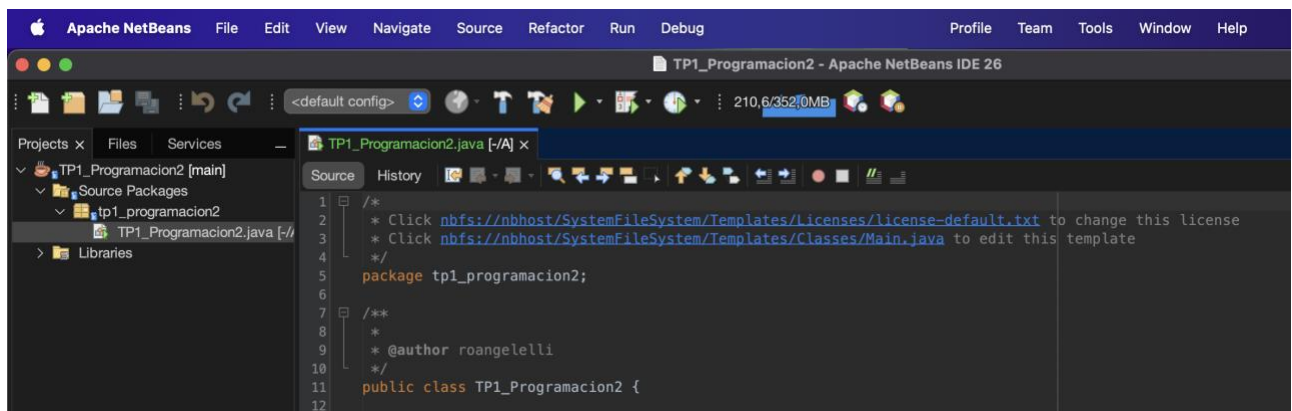 Apache NetBeans File Edit View Navigate Source Refactor Run Debug Profile Team Tools Window Help
TP1_Programacion2 - Apache NetBeans IDE 26
<default config> 210,6/352,0MB
Projects Files Services TP1_Programacion2.java [-/A]
TP1_Programacion2 [main]
Source Packages
tp1_programacion2
TP1_Programacion2.java [-/
Libraries
Source History
1 /*
2 * Click nbfs://nbhost/SystemFileSystem/Templates/Licenses/license-default.txt to change this license
3 * Click nbfs://nbhost/SystemFileSystem/Templates/Classes/Main.java to edit this template
4 */
5 package tp1_programacion2;
6
7 /**
8 *
9 * @author roangelelli
10 */
11 public class TP1_Programacion2 {
12